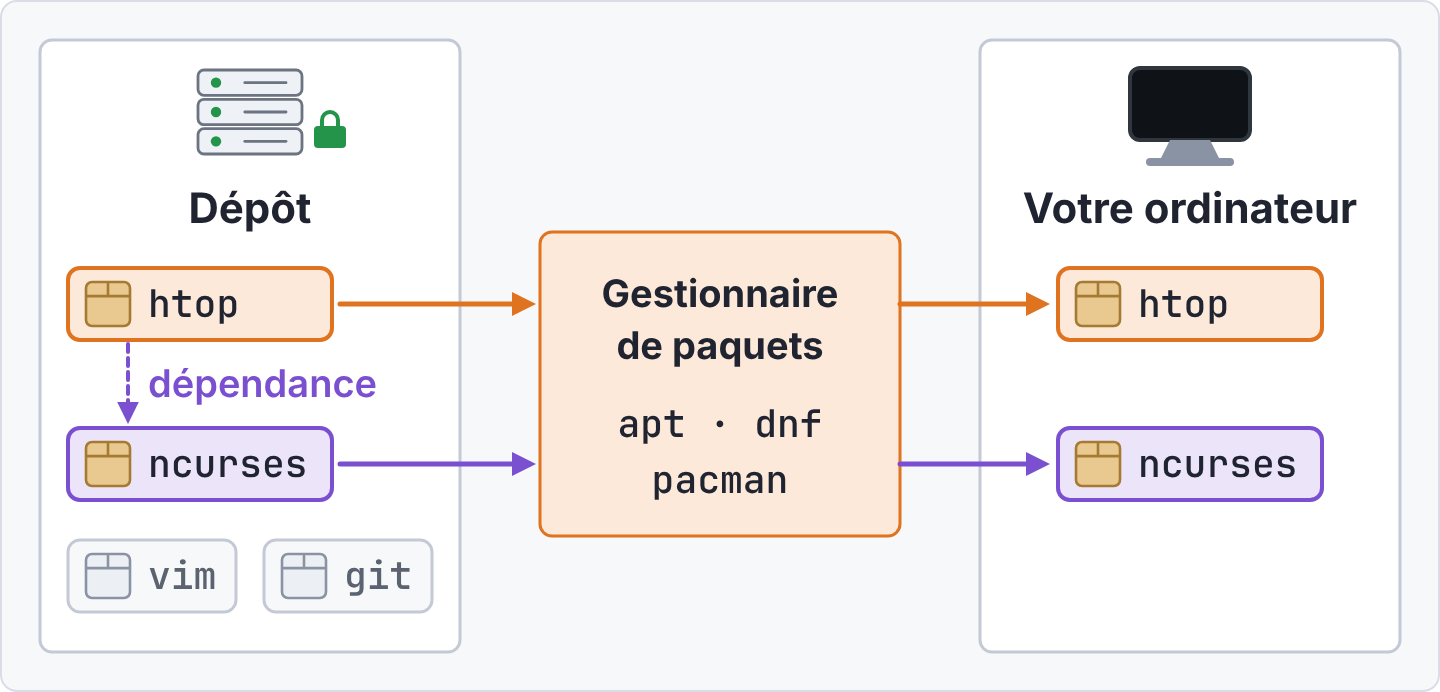 Dépôt
htop
dépendance
ncurses
vim
git
Gestionnaire
de paquets
apt · dnf
pacman
Votre ordinateur
htop
ncurses